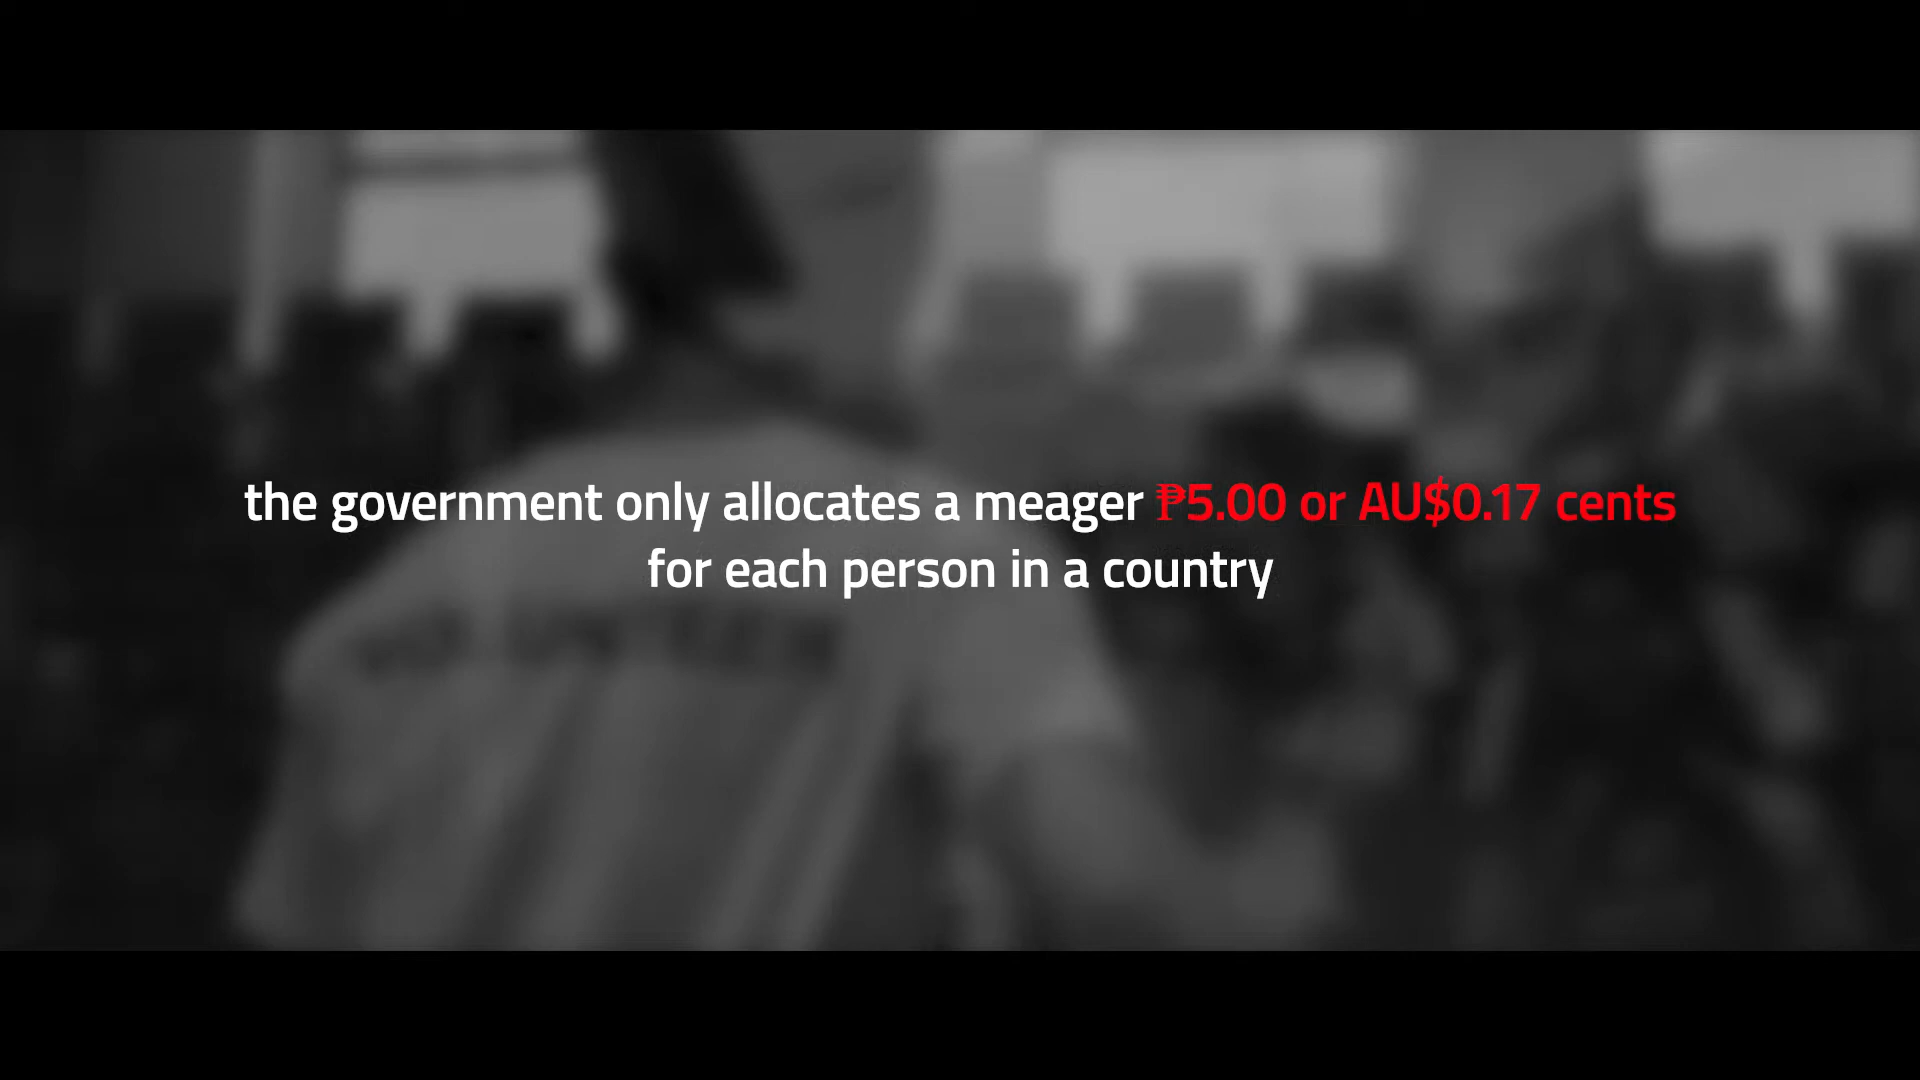 the government only allocates a meager ₱5.00 or AU$0.17 cents
for each person in a country